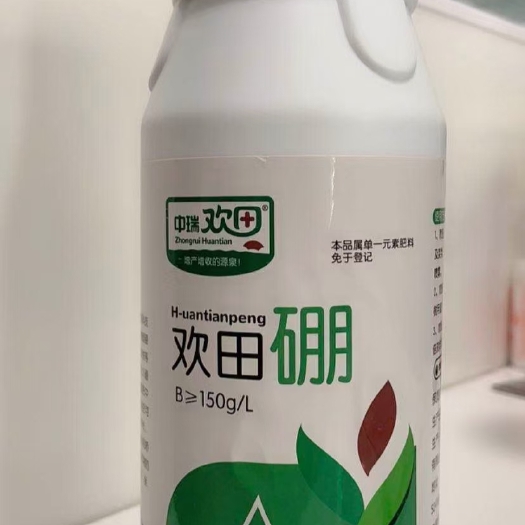 中瑞欢田®
Zhongrui Huantian
增产增收的源泉！
本品属单一元素肥料
免于登记
H-uantianpeng
欢田硼
B≥150g/L